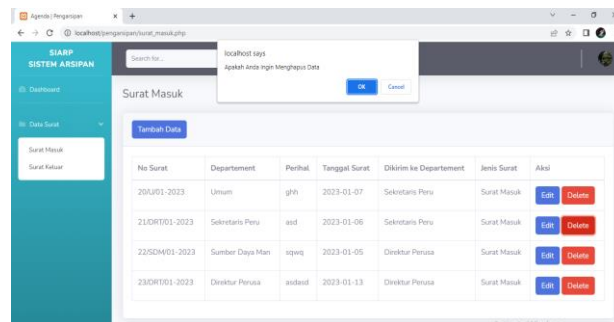 Agenda | Pengarsipan
localhost/pengarsipan/surat_masuk.php
SIARP
SISTEM ARSIPAN
Search for...
localhost says
Apakah Anda Ingin Menghapus Data
OK Cancel
Dashboard
Surat Masuk
Data Surat
Tambah Data
Surat Masuk
Surat Keluar
No Surat Departement Perihal Tanggal Surat Dikirim ke Departement Jenis Surat Aksi
20/U/01-2023 Umum ghh 2023-01-07 Sekretaris Peru Surat Masuk Edit Delete
21/DRT/01-2023 Sekretaris Peru asd 2023-01-06 Sekretaris Peru Surat Masuk Edit Delete
22/SDM/01-2023 Sumber Daya Man sqwq 2023-01-05 Direktur Perusa Surat Masuk Edit Delete
23/DRT/01-2023 Direktur Perusa asdasd 2023-01-13 Direktur Perusa Surat Masuk Edit Delete